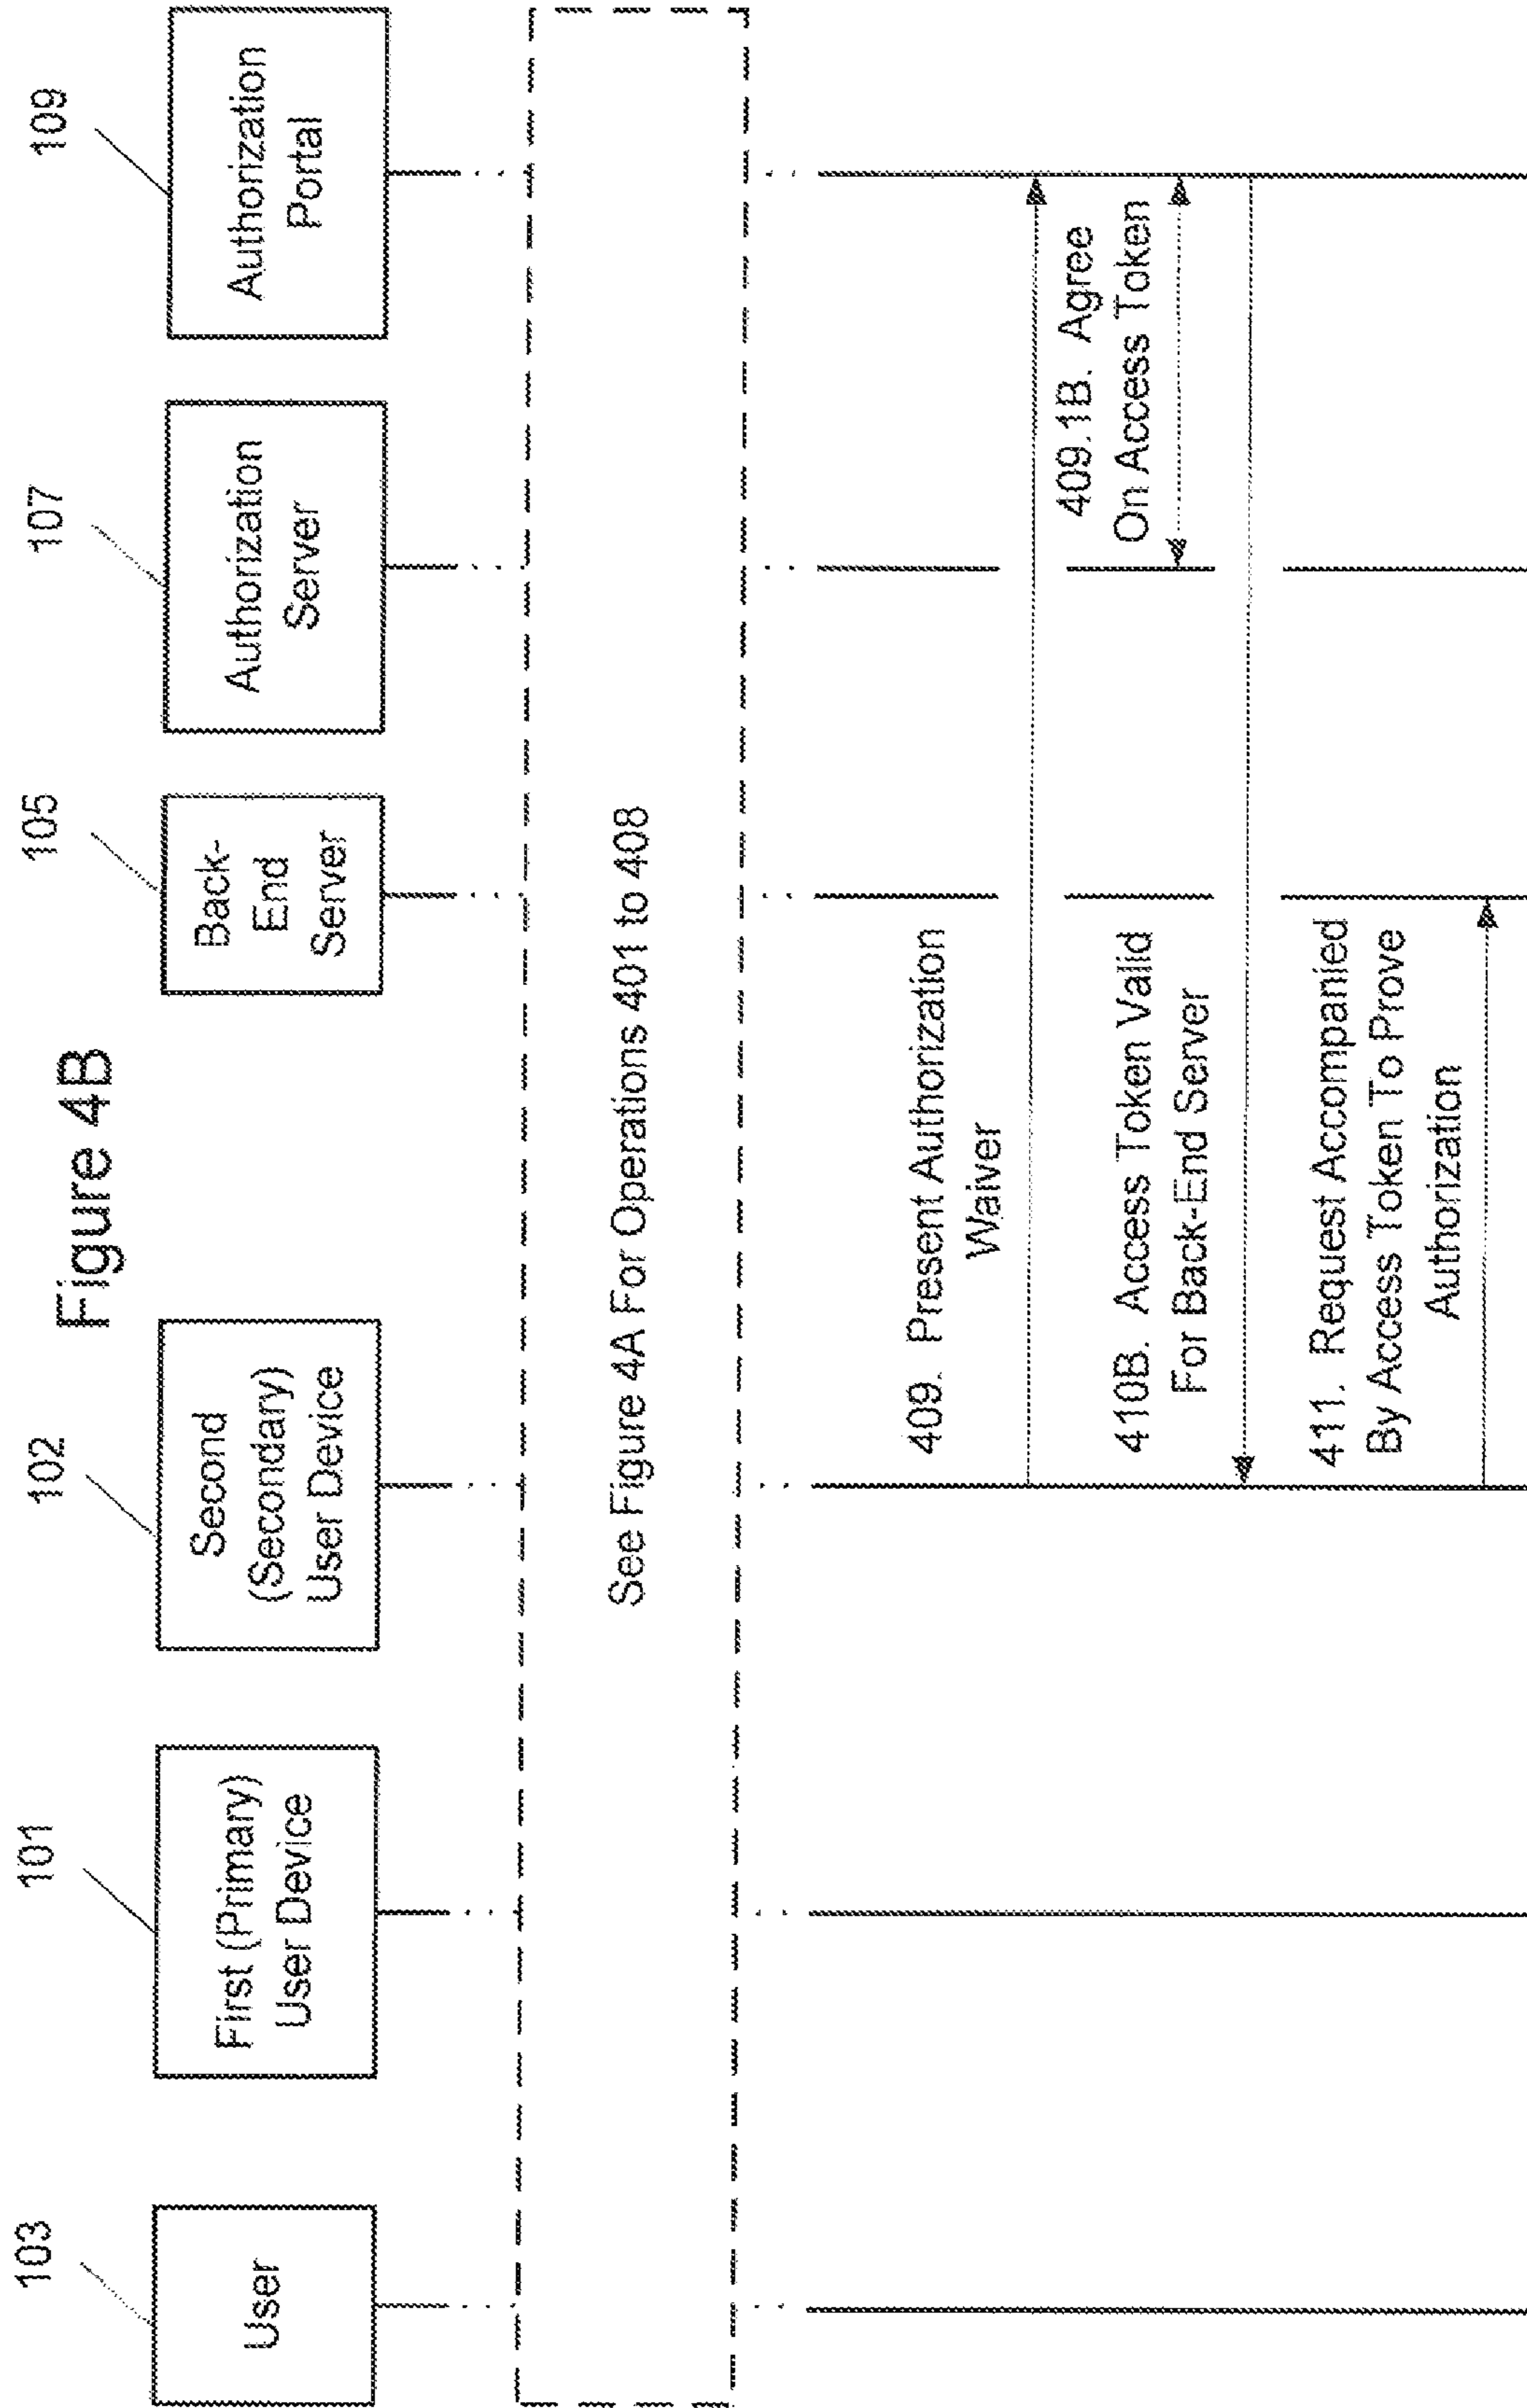 Figure 4B
103
101
102
105
107
109
User
First (Primary)
User Device
Second
(Secondary)
User Device
Back-
End
Server
Authorization
Server
Authorization
Portal
See Figure 4A For Operations 401 to 408
409. Present Authorization
Waiver
409.1B. Agree
On Access Token
410B. Access Token Valid
For Back-End Server
411. Request Accompanied
By Access Token To Prove
Authorization